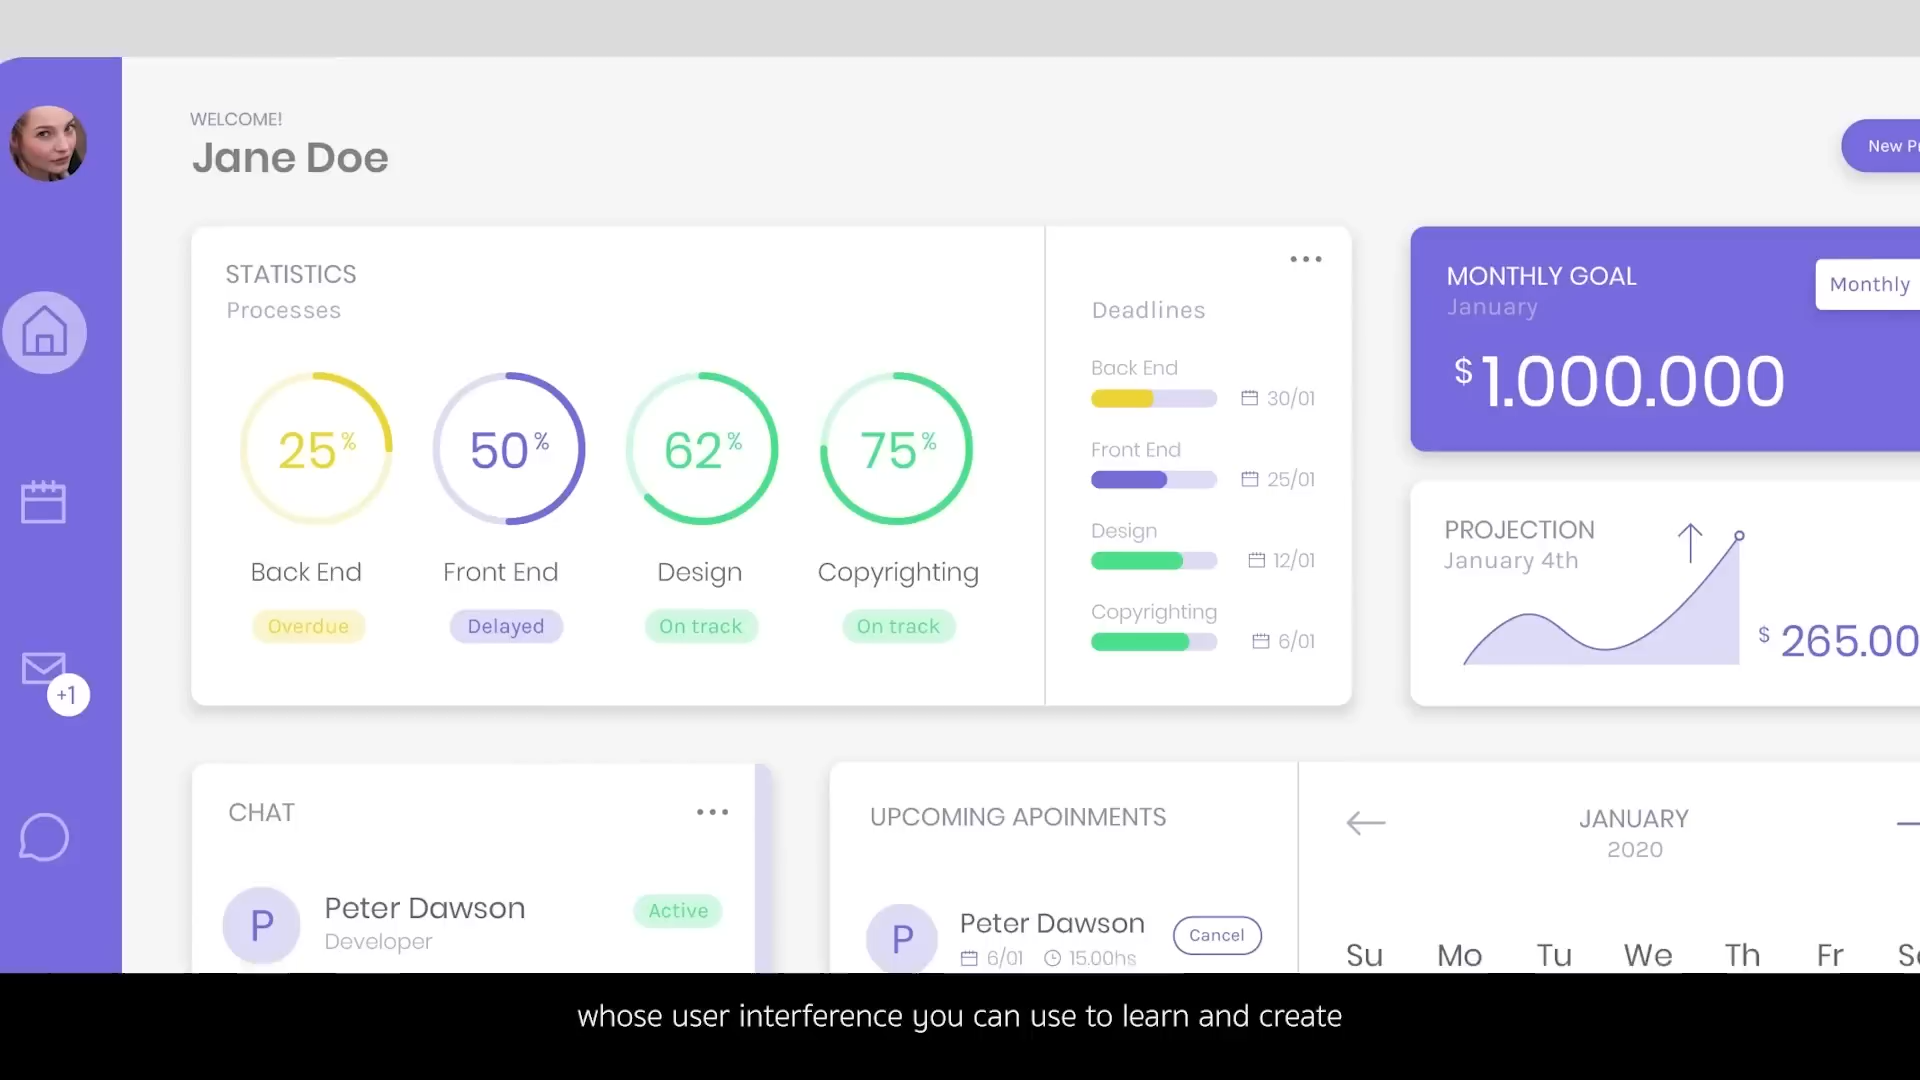 WELCOME!
Jane Doe
STATISTICS
Processes
25%
50%
62%
75%
Back End
Front End
Design
Copyrighting
Overdue
Delayed
On track
On track
Deadlines
Back End
30/01
Front End
25/01
Design
12/01
Copyrighting
6/01
MONTHLY GOAL
January
Monthly
$1.000.000
PROJECTION
January 4th
$ 265.00
New
+1
CHAT
Peter Dawson
Developer
Active
P
UPCOMING APOINMENTS
P
Peter Dawson
6/01 15.00hs
Cancel
JANUARY
2020
Su Mo Tu We Th Fr
whose user interference you can use to learn and create